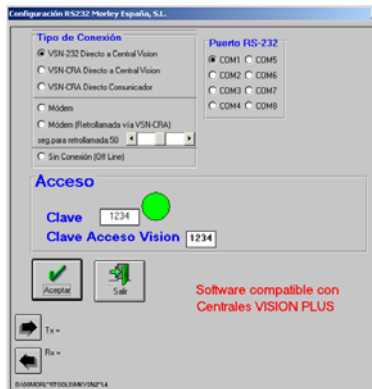 Configuración RS232 Morley España, S.L.
Tipo de Conexión
VSN-232 Directo a Central Vision
VSN-CRA Directo a Central Vision
VSN-CRA Directo Comunicador
Módem
Módem (Retrollamada vía VSN-CRA)
seg.para retrollamada:50
Sin Conexión (Off Line)
Puerto RS-232
COM1 COM5
COM2 COM6
COM3 COM7
COM4 COM8
Acceso
Clave 1234
Clave Acceso Vision 1234
Aceptar
Salir
Software compatible con
Centrales VISION PLUS
Tx =
Rx =